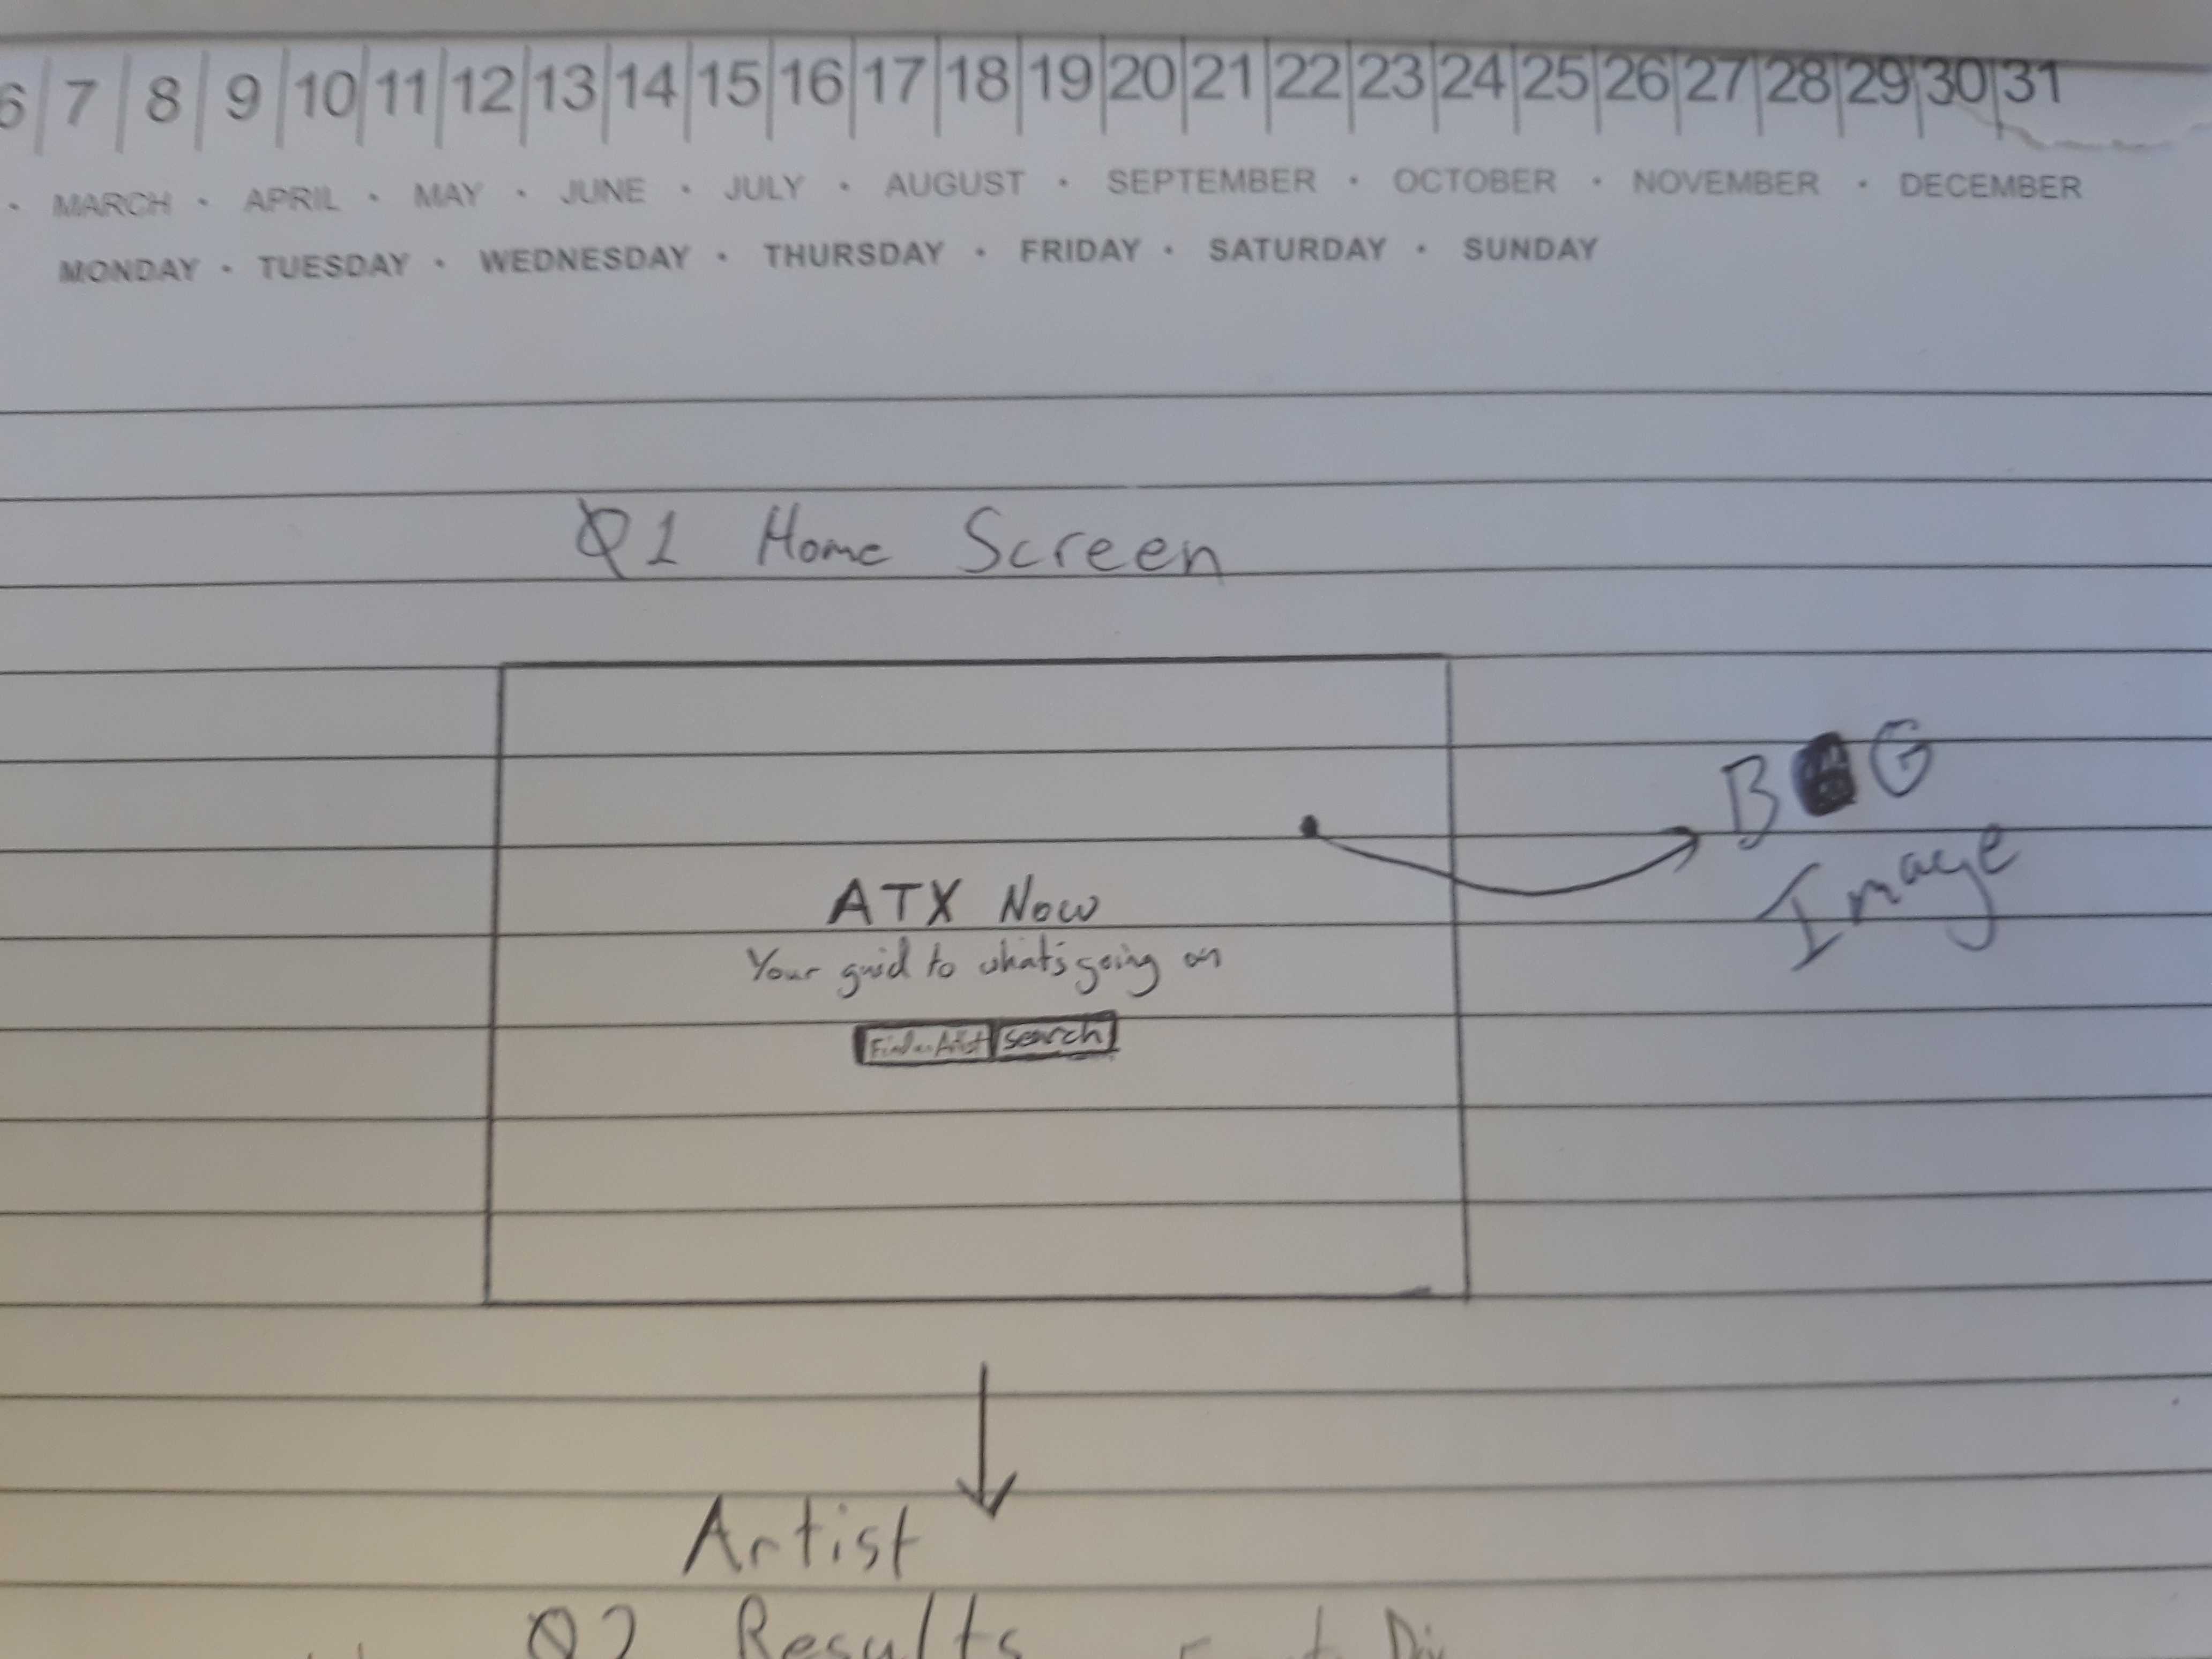 6 7 8 9 10 11 12 13 14 15 16 17 18 19 20 21 22 23 24 25 26 27 28 29 30 31
· MARCH · APRIL · MAY · JUNE · JULY · AUGUST · SEPTEMBER · OCTOBER · NOVEMBER · DECEMBER
MONDAY · TUESDAY · WEDNESDAY · THURSDAY · FRIDAY · SATURDAY · SUNDAY
Q1 Home Screen
B G
Image
ATX Now
Your guid to what's going on
Find an Artist search
Artist
Q2 Results